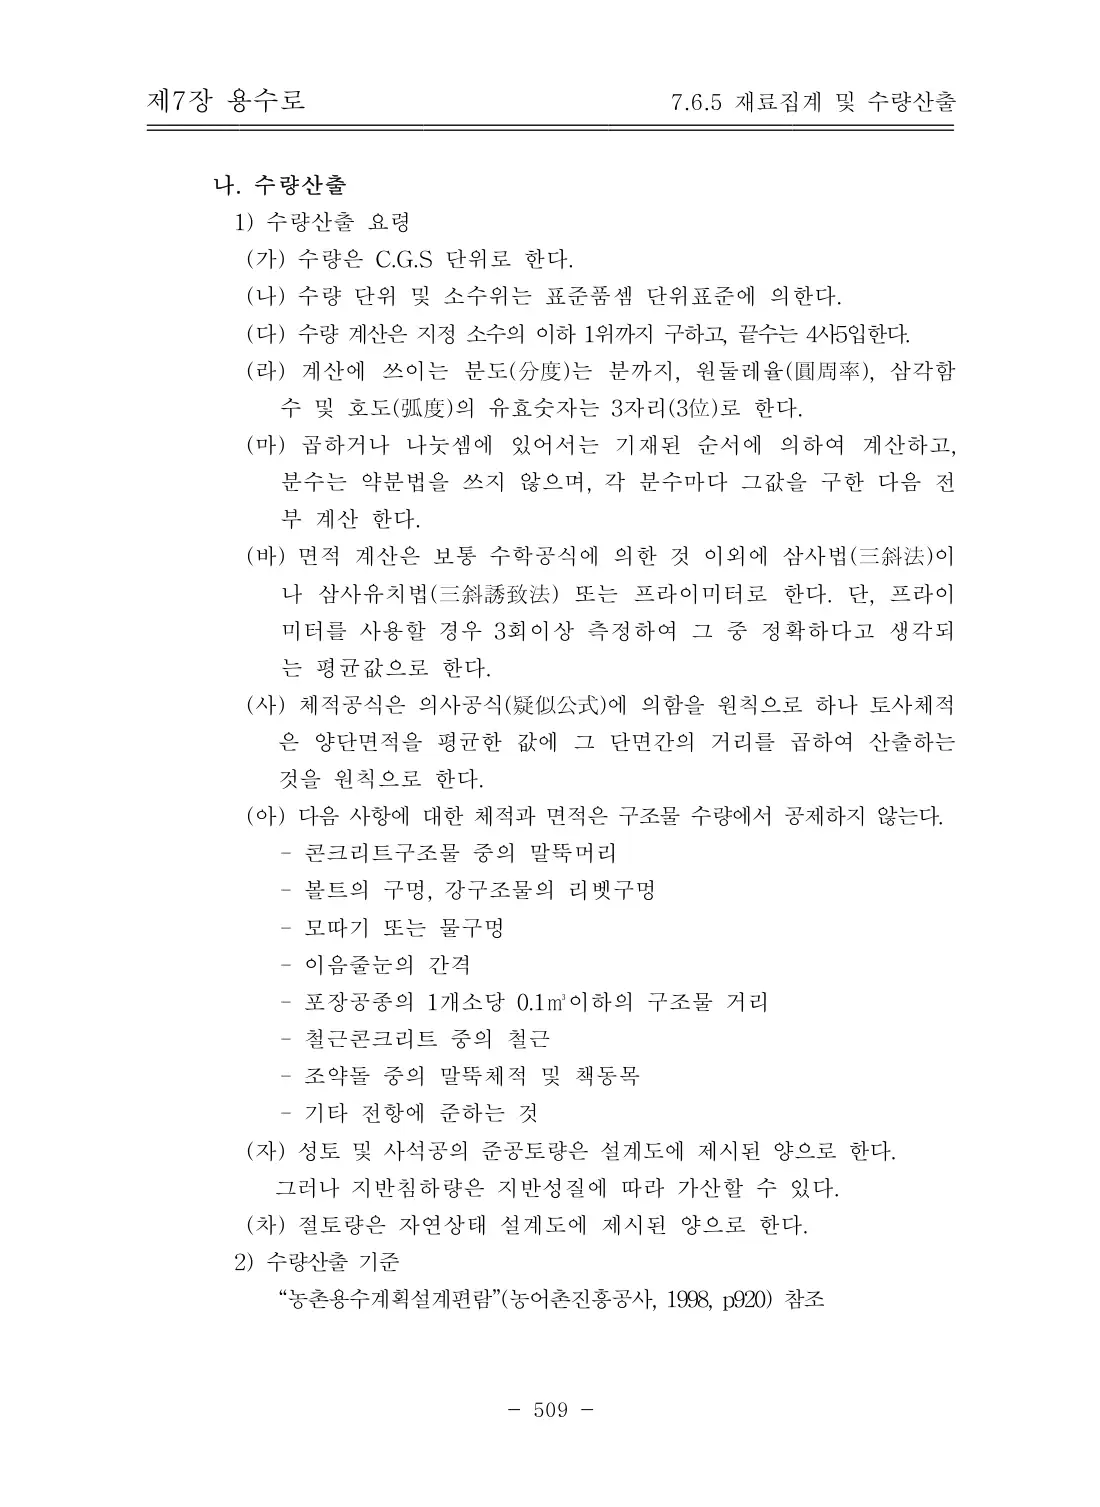 제7장 용수로
7.6.5 재료집계 및 수량산출
나. 수량산출
1) 수량산출 요령
(가) 수량은 C.G.S 단위로 한다.
(나) 수량 단위 및 소수위는 표준품셈 단위표준에 의한다.
(다) 수량 계산은 지정 소수의 이하 1위까지 구하고, 끝수는 4사5입한다.
(라) 계산에 쓰이는 분도(分度)는 분까지, 원둘레율(圓周率), 삼각함
수 및 호도(弧度)의 유효숫자는 3자리(3位)로 한다.
(마) 곱하거나 나눗셈에 있어서는 기재된 순서에 의하여 계산하고,
분수는 약분법을 쓰지 않으며, 각 분수마다 그값을 구한 다음 전
부 계산 한다.
(바) 면적 계산은 보통 수학공식에 의한 것 이외에 삼사법(三斜法)이
나 삼사유치법(三斜誘致法) 또는 프라이미터로 한다. 단, 프라이
미터를 사용할 경우 3회이상 측정하여 그 중 정확하다고 생각되
는 평균값으로 한다.
(사) 체적공식은 의사공식(疑似公式)에 의함을 원칙으로 하나 토사체적
은 양단면적을 평균한 값에 그 단면간의 거리를 곱하여 산출하는
것을 원칙으로 한다.
(아) 다음 사항에 대한 체적과 면적은 구조물 수량에서 공제하지 않는다.
- 콘크리트구조물 중의 말뚝머리
- 볼트의 구멍, 강구조물의 리벳구멍
- 모따기 또는 물구멍
- 이음줄눈의 간격
- 포장공종의 1개소당 0.1㎥이하의 구조물 거리
- 철근콘크리트 중의 철근
- 조약돌 중의 말뚝체적 및 책동목
- 기타 전항에 준하는 것
(자) 성토 및 사석공의 준공토량은 설계도에 제시된 양으로 한다.
그러나 지반침하량은 지반성질에 따라 가산할 수 있다.
(차) 절토량은 자연상태 설계도에 제시된 양으로 한다.
2) 수량산출 기준
“농촌용수계획설계편람”(농어촌진흥공사, 1998, p920) 참조
- 509 -